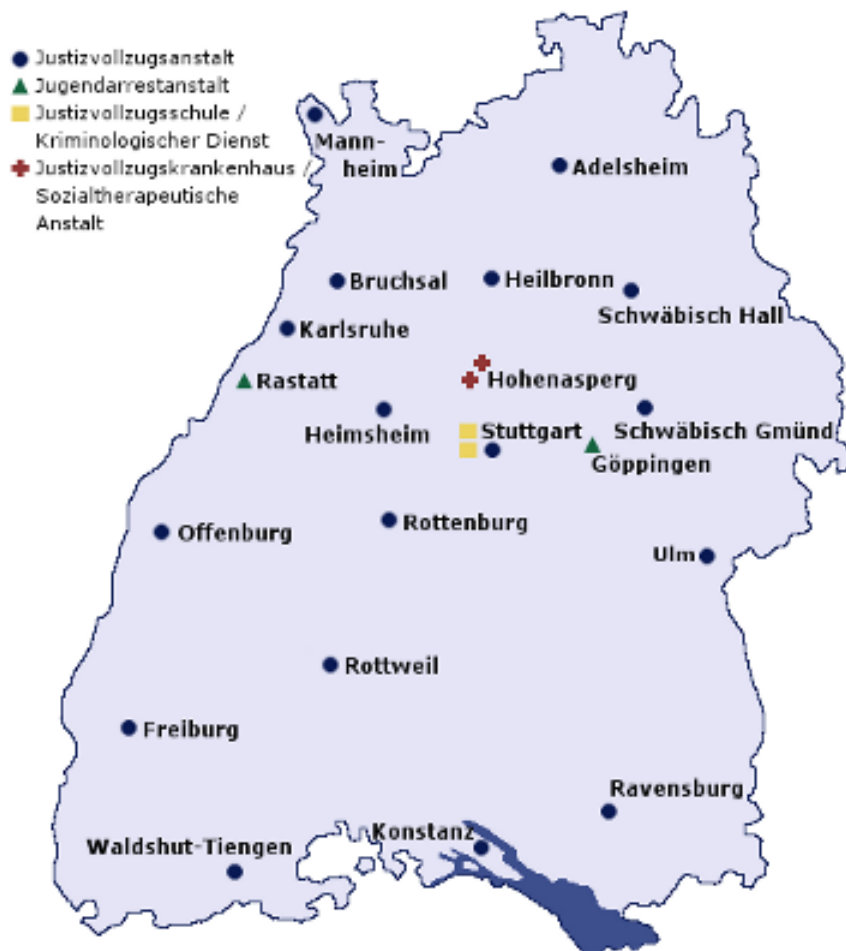 Justizvollzugsanstalt
Jugendarrestanstalt
Justizvollzugsschule /
Kriminologischer Dienst
Justizvollzugskrankenhaus /
Sozialtherapeutische
Anstalt
Mann-
heim
Adelsheim
Bruchsal
Heilbronn
Schwäbisch Hall
Karlsruhe
Rastatt
Hohenasperg
Heimsheim
Stuttgart
Schwäbisch Gmünd
Göppingen
Offenburg
Rottenburg
Ulm
Rottweil
Freiburg
Ravensburg
Konstanz
Waldshut-Tiengen